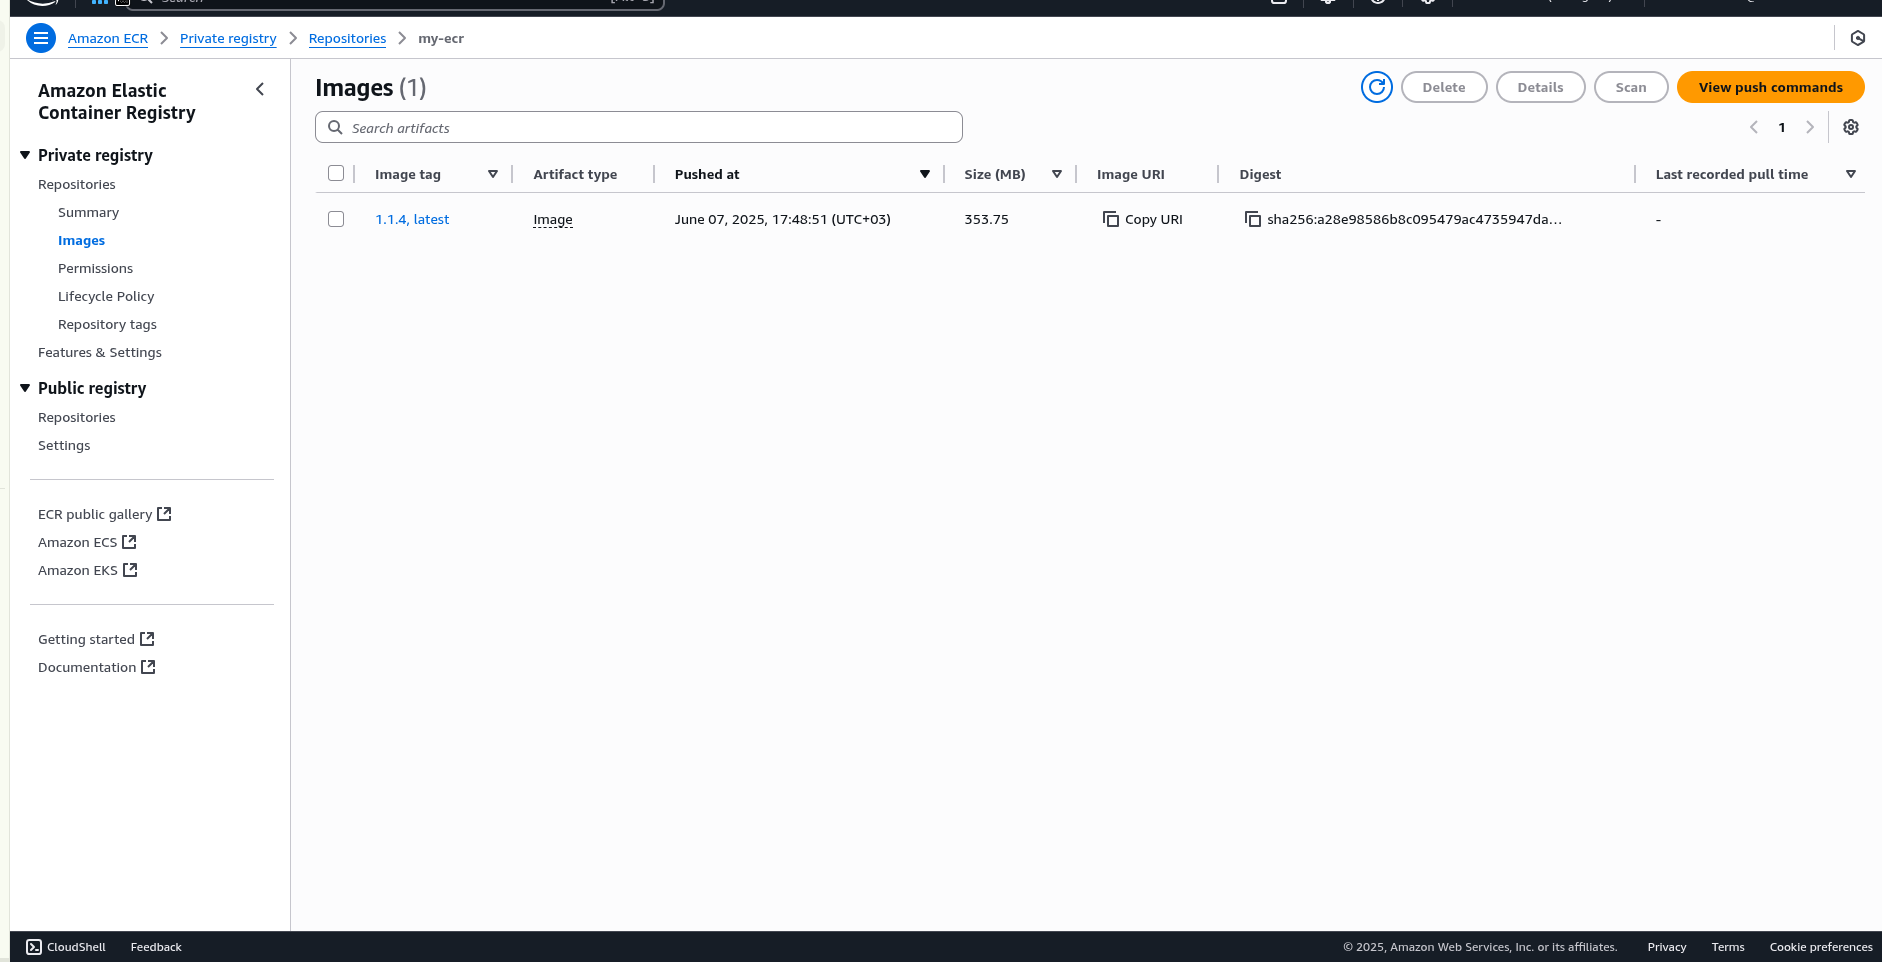 Amazon ECR > Private registry > Repositories > my-ecr
Amazon Elastic
Container Registry
Private registry
Repositories
Summary
Images
Permissions
Lifecycle Policy
Repository tags
Features & Settings
Public registry
Repositories
Settings
ECR public gallery
Amazon ECS
Amazon EKS
Getting started
Documentation
Images (1)
Delete
Details
Scan
View push commands
Search artifacts
1
Image tag Artifact type Pushed at Size (MB) Image URI Digest Last recorded pull time
1.1.4, latest Image June 07, 2025, 17:48:51 (UTC+03) 353.75 Copy URI sha256:a28e98586b8c095479ac4735947da... -
CloudShell Feedback © 2025, Amazon Web Services, Inc. or its affiliates. Privacy Terms Cookie preferences